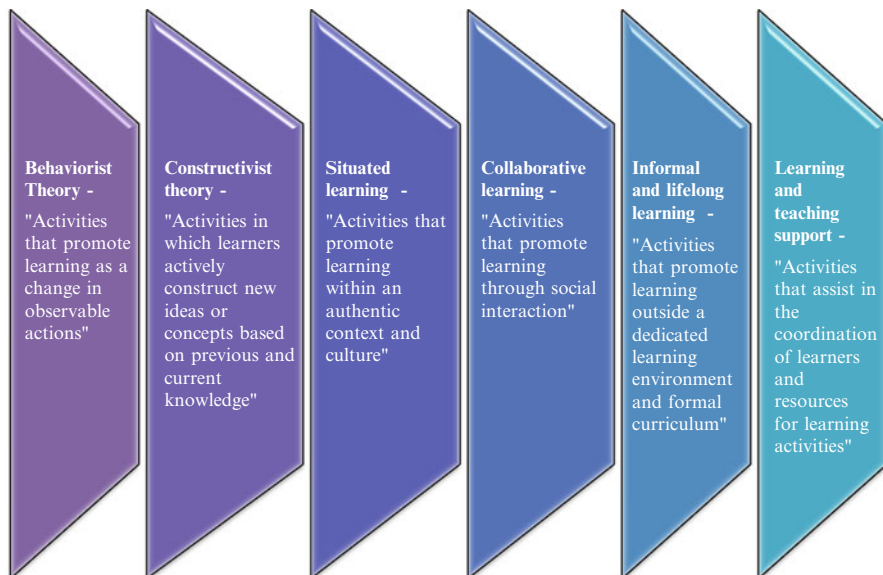 Behaviorist
Theory -
"Activities
that promote
learning as a
change in
observable
actions"
Constructivist
theory -
"Activities in
which learners
actively
construct new
ideas or
concepts based
on previous and
current
knowledge"
Situated
learning -
"Activities that
promote
learning
within an
authentic
context and
culture"
Collaborative
learning -
"Activities
that promote
learning
through social
interaction"
Informal
and lifelong
learning -
"Activities
that promote
learning
outside a
dedicated
learning
environment
and formal
curriculum"
Learning
and
teaching
support -
"Activities
that assist in
the
coordination
of learners
and
resources
for learning
activities"